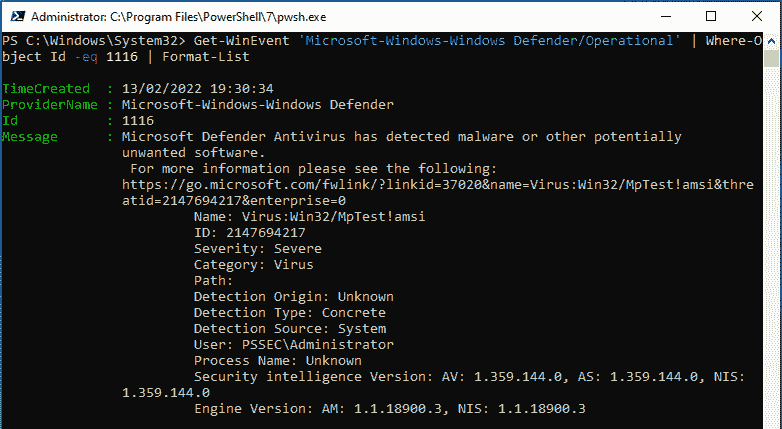 Administrator: C:\Program Files\PowerShell\7\pwsh.exe
PS C:\Windows\System32> Get-WinEvent 'Microsoft-Windows-Windows Defender/Operational' | Where-O
bject Id -eq 1116 | Format-List
TimeCreated  : 13/02/2022 19:30:34
ProviderName : Microsoft-Windows-Windows Defender
Id           : 1116
Message      : Microsoft Defender Antivirus has detected malware or other potentially
unwanted software.
For more information please see the following:
https://go.microsoft.com/fwlink/?linkid=37020&name=Virus:Win32/MpTest!amsi&thre
atid=2147694217&enterprise=0
Name: Virus:Win32/MpTest!amsi
ID: 2147694217
Severity: Severe
Category: Virus
Path:
Detection Origin: Unknown
Detection Type: Concrete
Detection Source: System
User: PSSEC\Administrator
Process Name: Unknown
Security intelligence Version: AV: 1.359.144.0, AS: 1.359.144.0, NIS:
1.359.144.0
Engine Version: AM: 1.1.18900.3, NIS: 1.1.18900.3